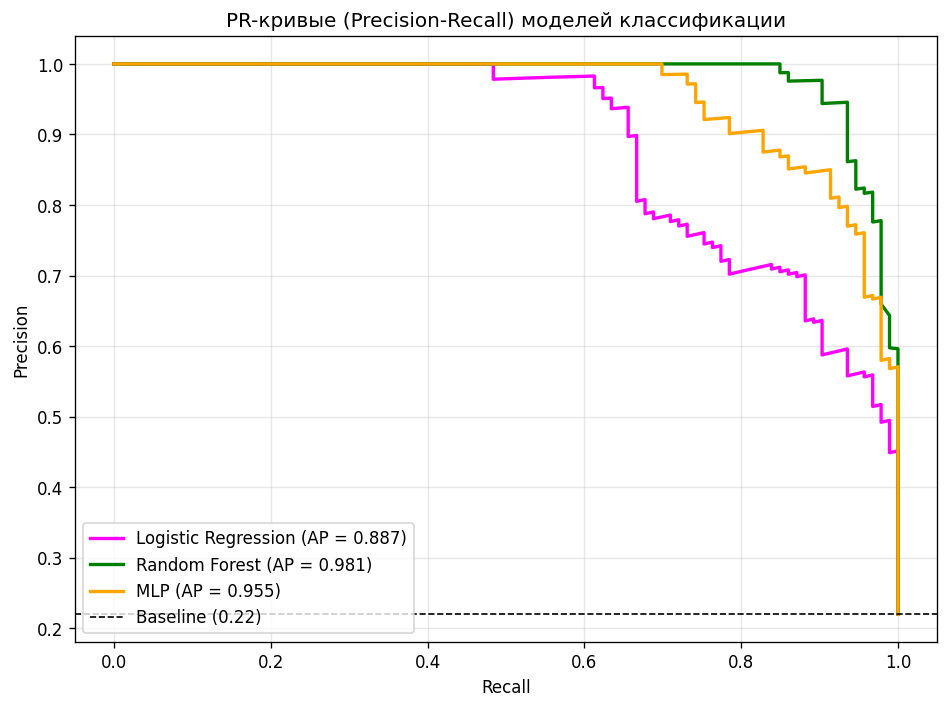 PR-кривые (Precision-Recall) моделей классификации
1.0
0.9
0.8
0.7
0.6
0.5
0.4
0.3
0.2
Precision
Logistic Regression (AP = 0.887)
Random Forest (AP = 0.981)
MLP (AP = 0.955)
Baseline (0.22)
0.0 0.2 0.4 0.6 0.8 1.0
Recall